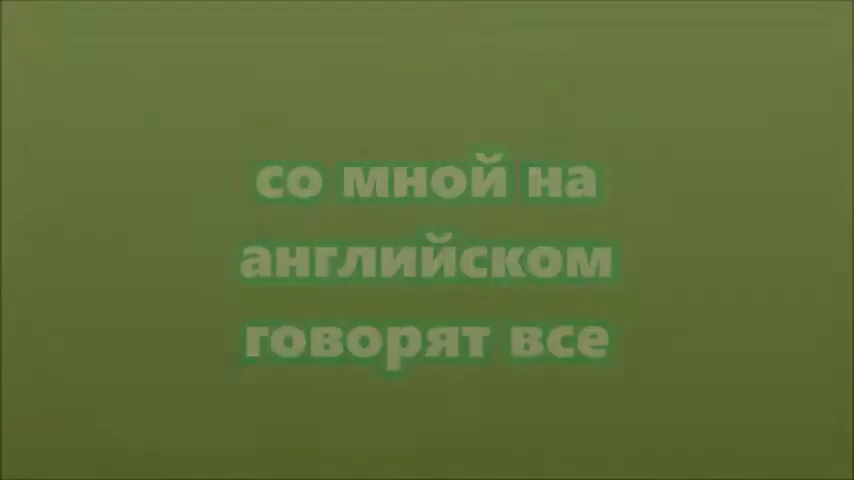 со мной на
английском
говорят все